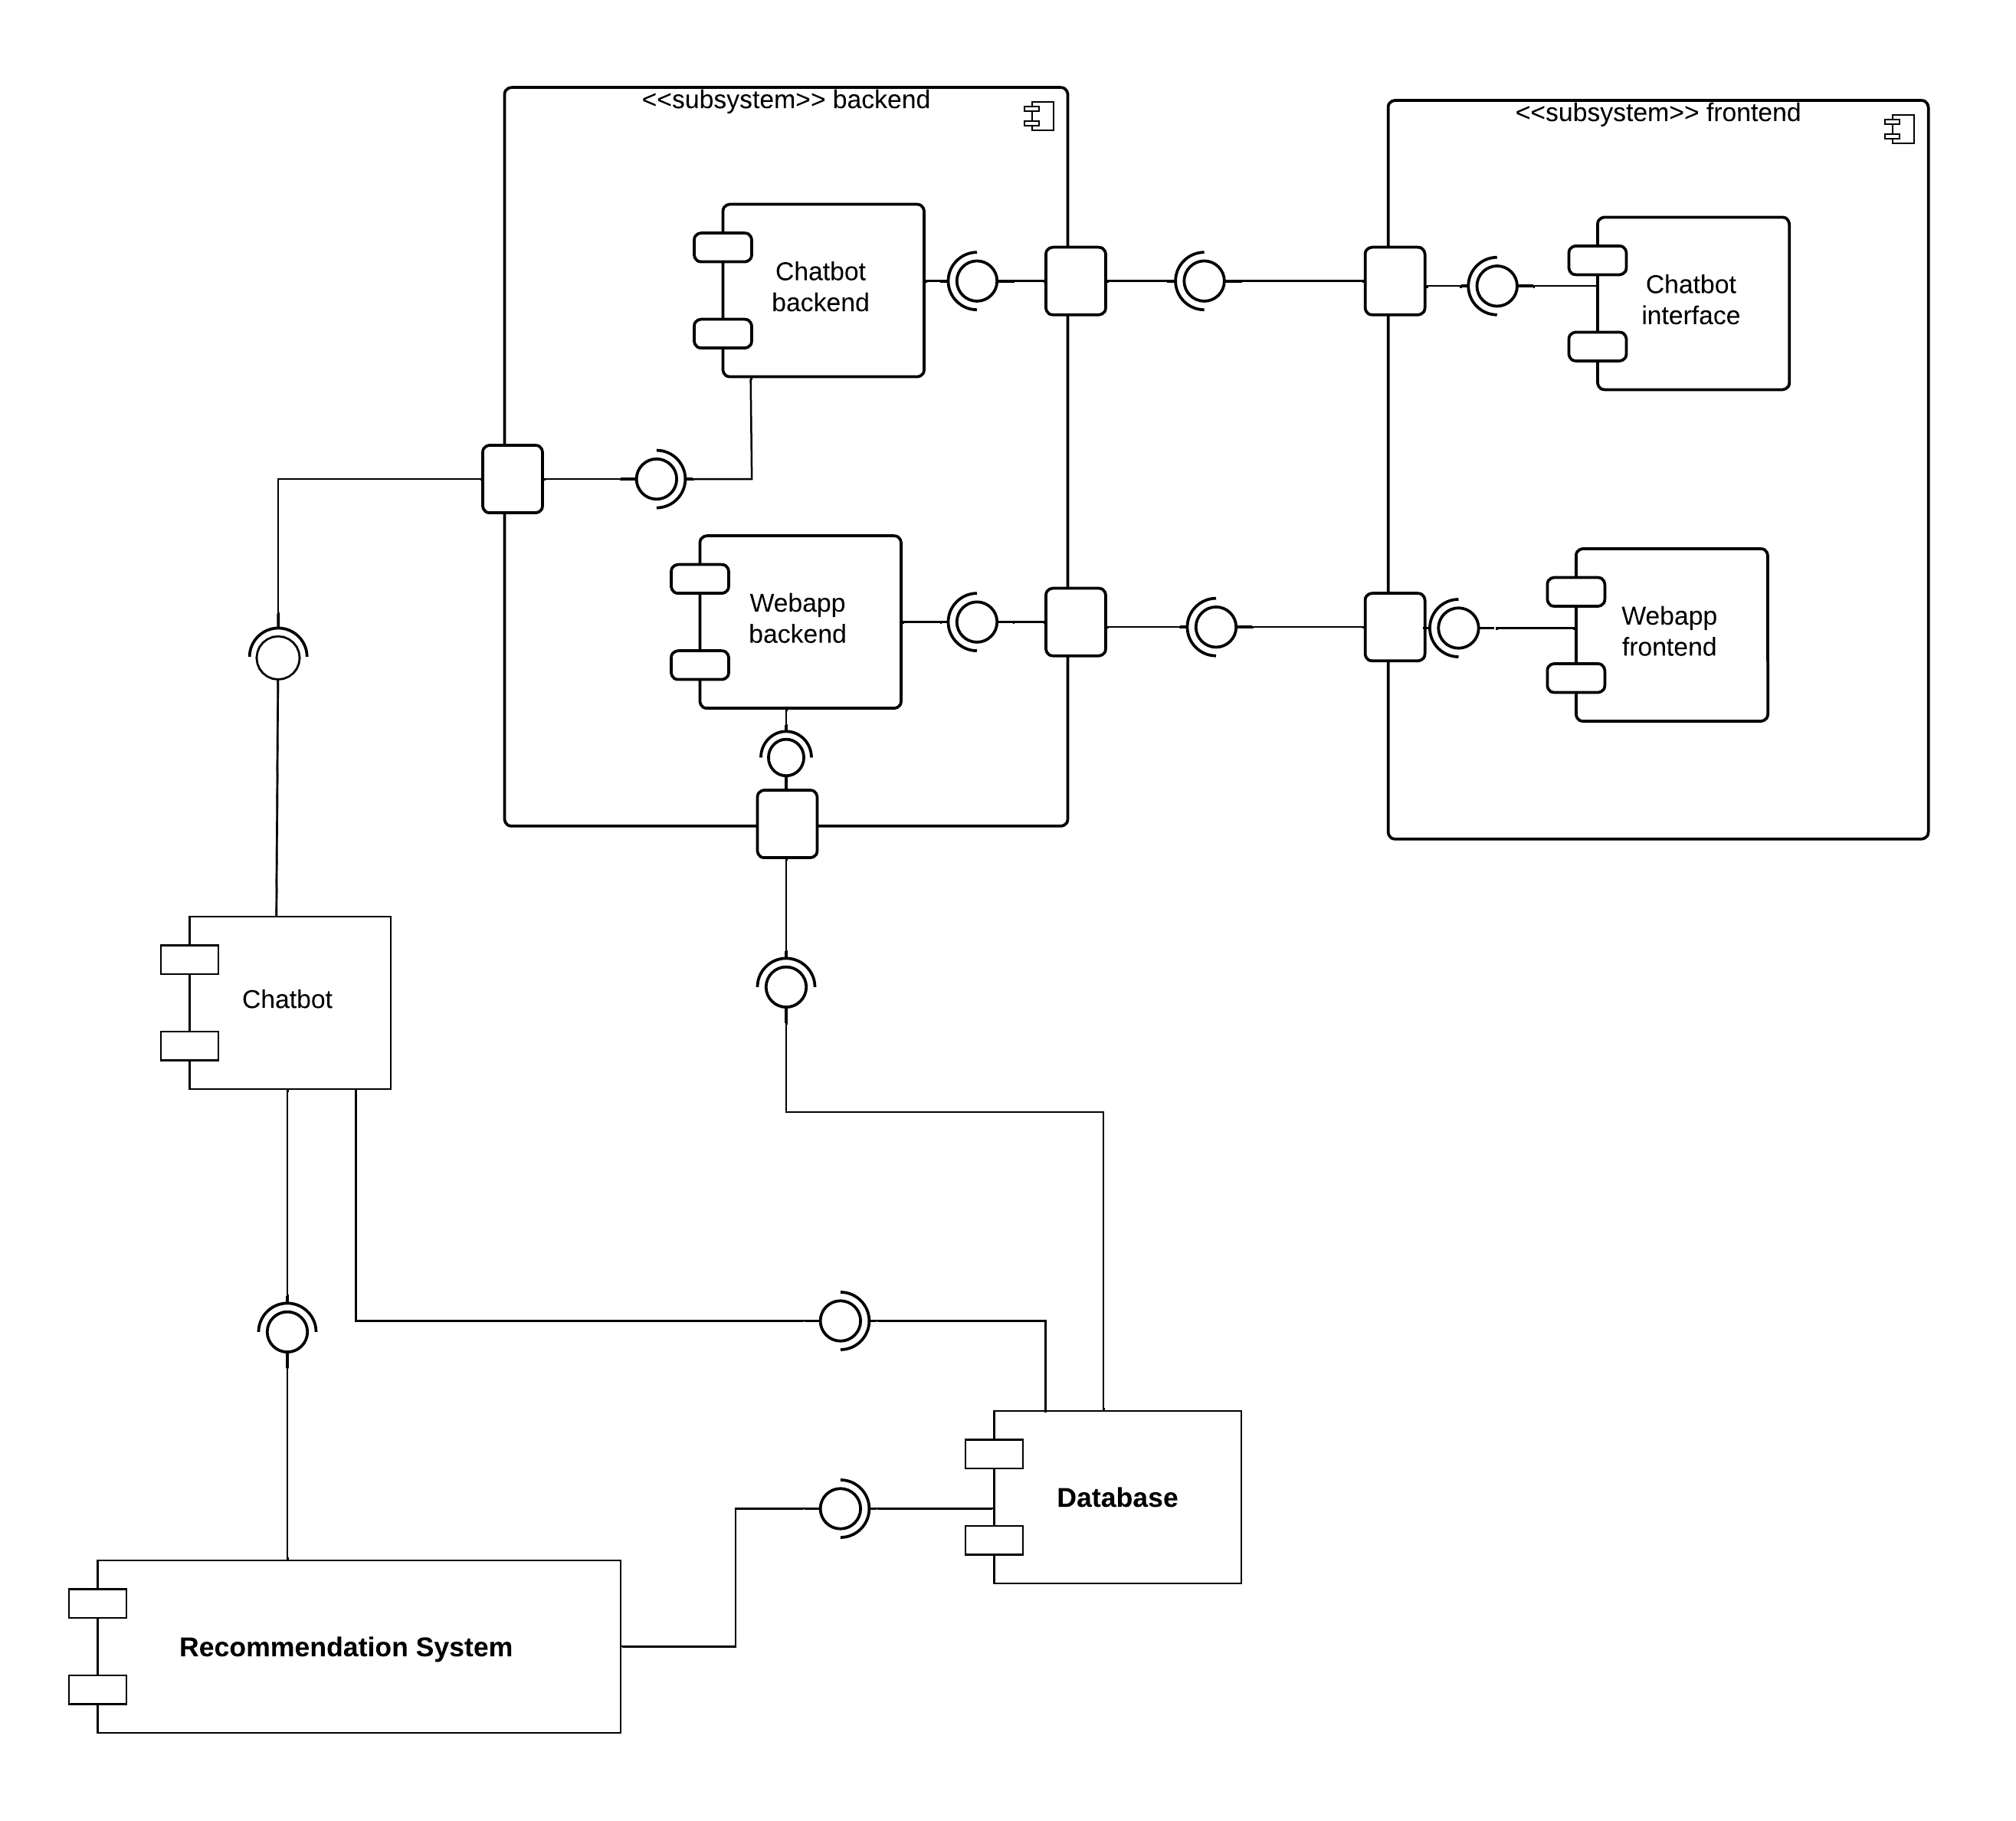 <<subsystem>> backend
<<subsystem>> frontend
Chatbot
backend
Chatbot
interface
Webapp
backend
Webapp
frontend
Chatbot
Database
Recommendation System